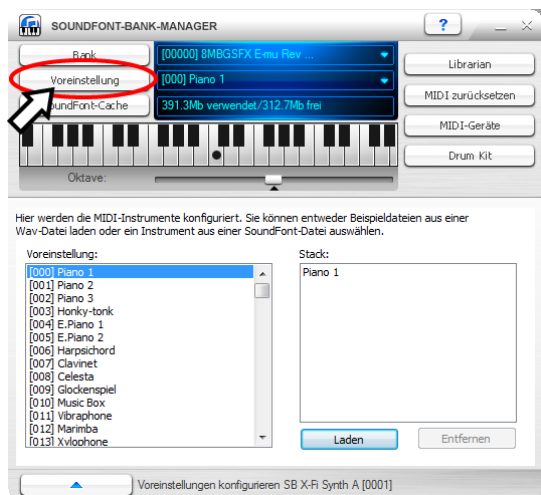 SOUNDFONT-BANK-MANAGER
?
Bank
[00000] 8MBGSFX E-mu Rev ...
Librarian
Voreinstellung
[000] Piano 1
MIDI zurücksetzen
oundFont-Cache
391.3Mb verwendet/312.7Mb frei
MIDI-Geräte
Drum Kit
Oktave:
Hier werden die MIDI-Instrumente konfiguriert. Sie können entweder Beispieldateien aus einer
Wav-Datei laden oder ein Instrument aus einer SoundFont-Datei auswählen.
Voreinstellung:
Stack:
[000] Piano 1
Piano 1
[001] Piano 2
[002] Piano 3
[003] Honky-tonk
[004] E.Piano 1
[005] E.Piano 2
[006] Harpsichord
[007] Clavinet
[008] Celesta
[009] Glockenspiel
[010] Music Box
[011] Vibraphone
[012] Marimba
[013] Xylophone
Laden
Entfernen
Voreinstellungen konfigurieren SB X-Fi Synth A [0001]